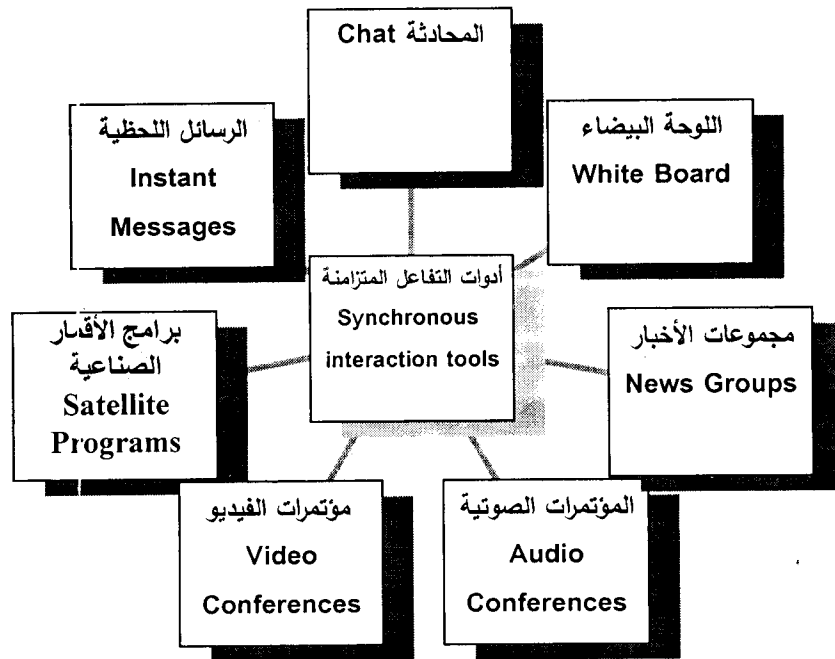 المحادثة Chat
اللوحة البيضاء
White Board
مجموعات الأخبار
News Groups
المؤتمرات الصوتية
Audio
Conferences
مؤتمرات الفيديو
Video
Conferences
برامج الأقمار
الصناعية
Satellite
Programs
الرسائل اللحظية
Instant
Messages
أدوات التفاعل المتزامنة
Synchronous
interaction tools